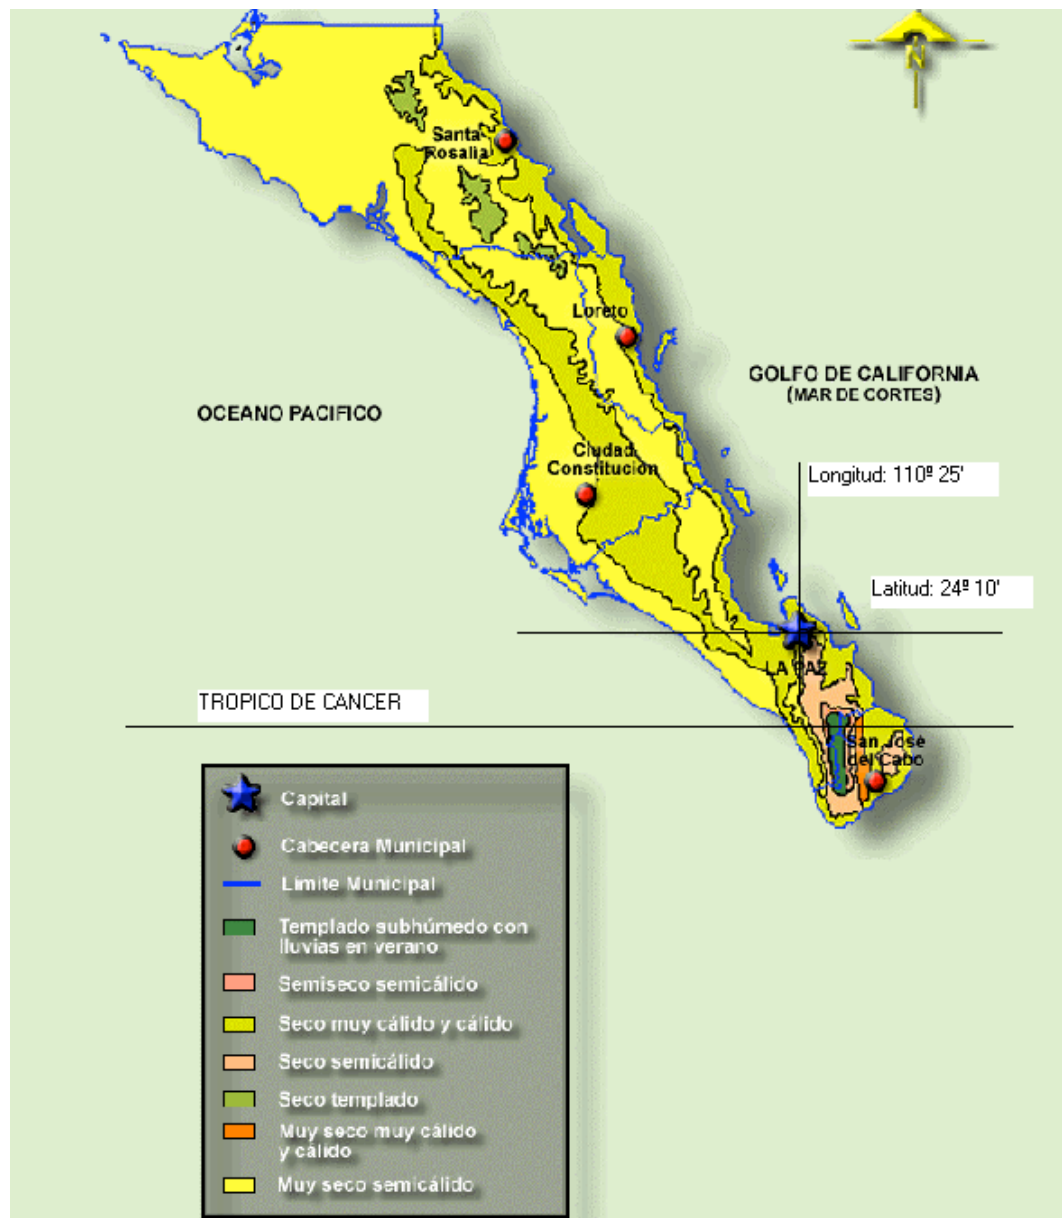 N
Santa
Rosalia
Loreto
GOLFO DE CALIFORNIA
(MAR DE CORTES)
OCEANO PACIFICO
Ciudad
Constitución
Longitud: 110º 25'
Latitud: 24º 10'
LA PAZ
TROPICO DE CANCER
San José
del Cabo
Capital
Cabecera Municipal
Límite Municipal
Templado subhúmedo con
lluvias en verano
Semiseco semicálido
Seco muy cálido y cálido
Seco semicálido
Seco templado
Muy seco muy cálido
y cálido
Muy seco semicálido